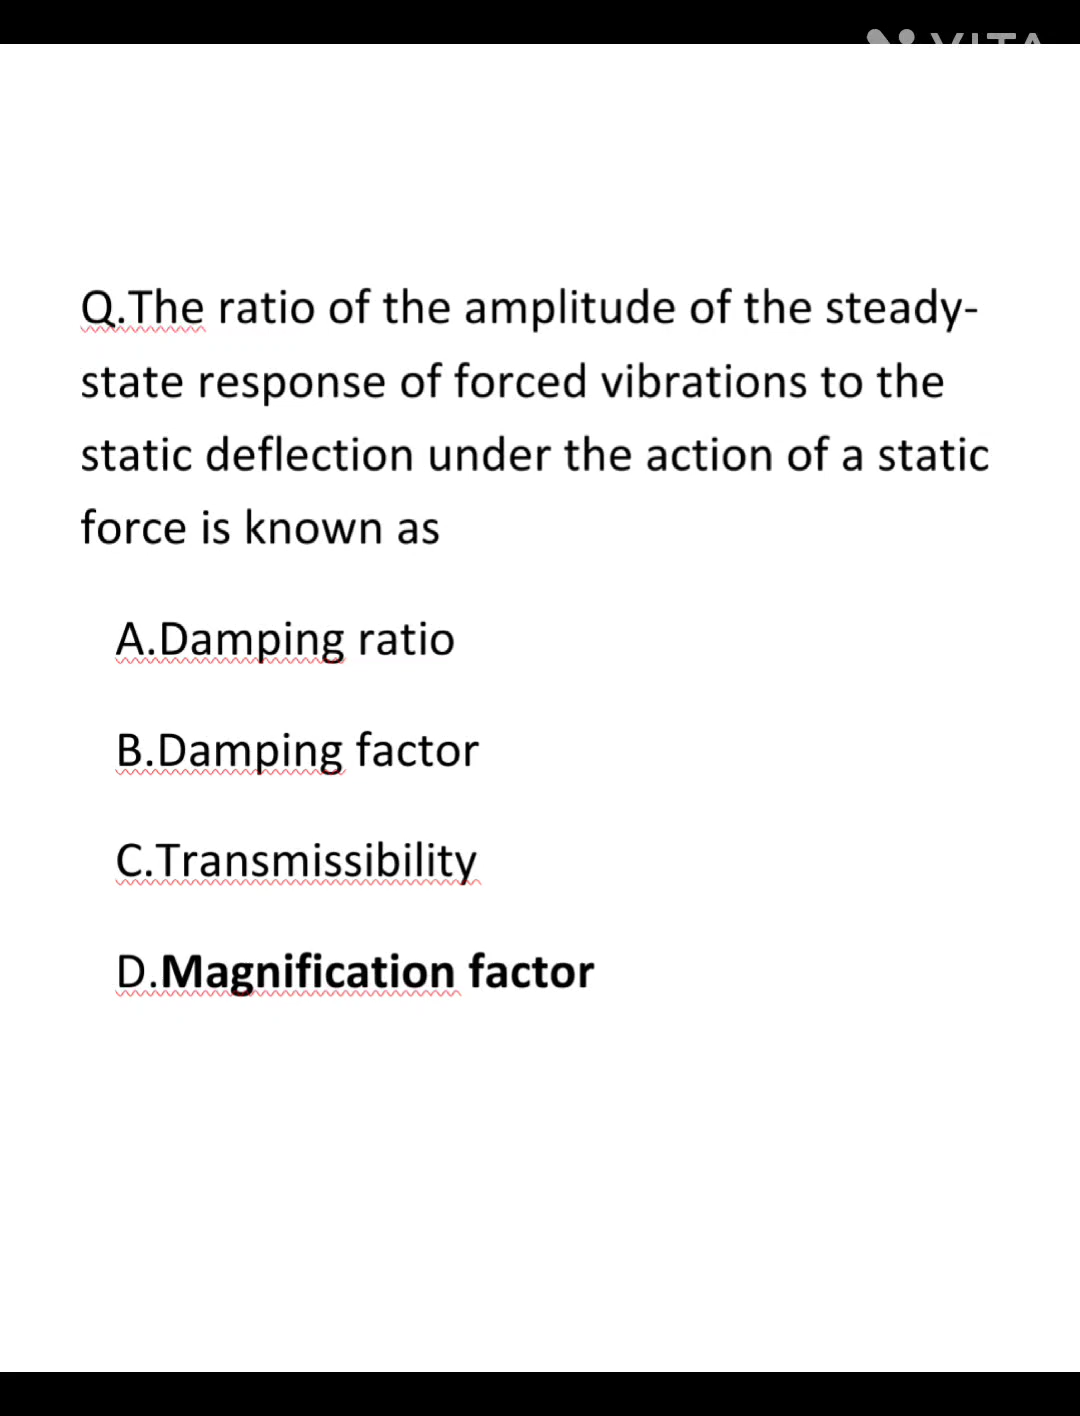 VITA
Q.The ratio of the amplitude of the steady-
state response of forced vibrations to the
static deflection under the action of a static
force is known as
A.Damping ratio
B.Damping factor
C.Transmissibility
D.Magnification factor